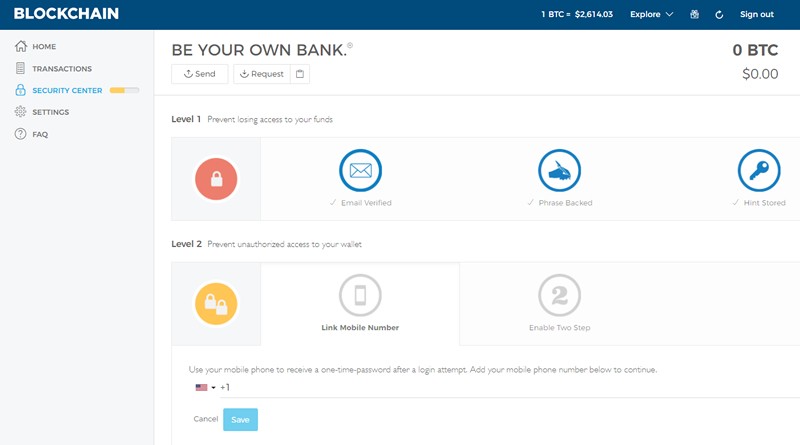 BLOCKCHAIN
1 BTC = $2,614.03 Explore Sign out
HOME
TRANSACTIONS
SECURITY CENTER
SETTINGS
FAQ
BE YOUR OWN BANK.
0 BTC
$0.00
Send Request
Level 1 Prevent losing access to your funds
Email Verified Phrase Backed Hint Stored
Level 2 Prevent unauthorized access to your wallet
2
Link Mobile Number Enable Two Step
Use your mobile phone to receive a one-time-password after a login attempt. Add your mobile phone number below to continue.
+1
Cancel Save